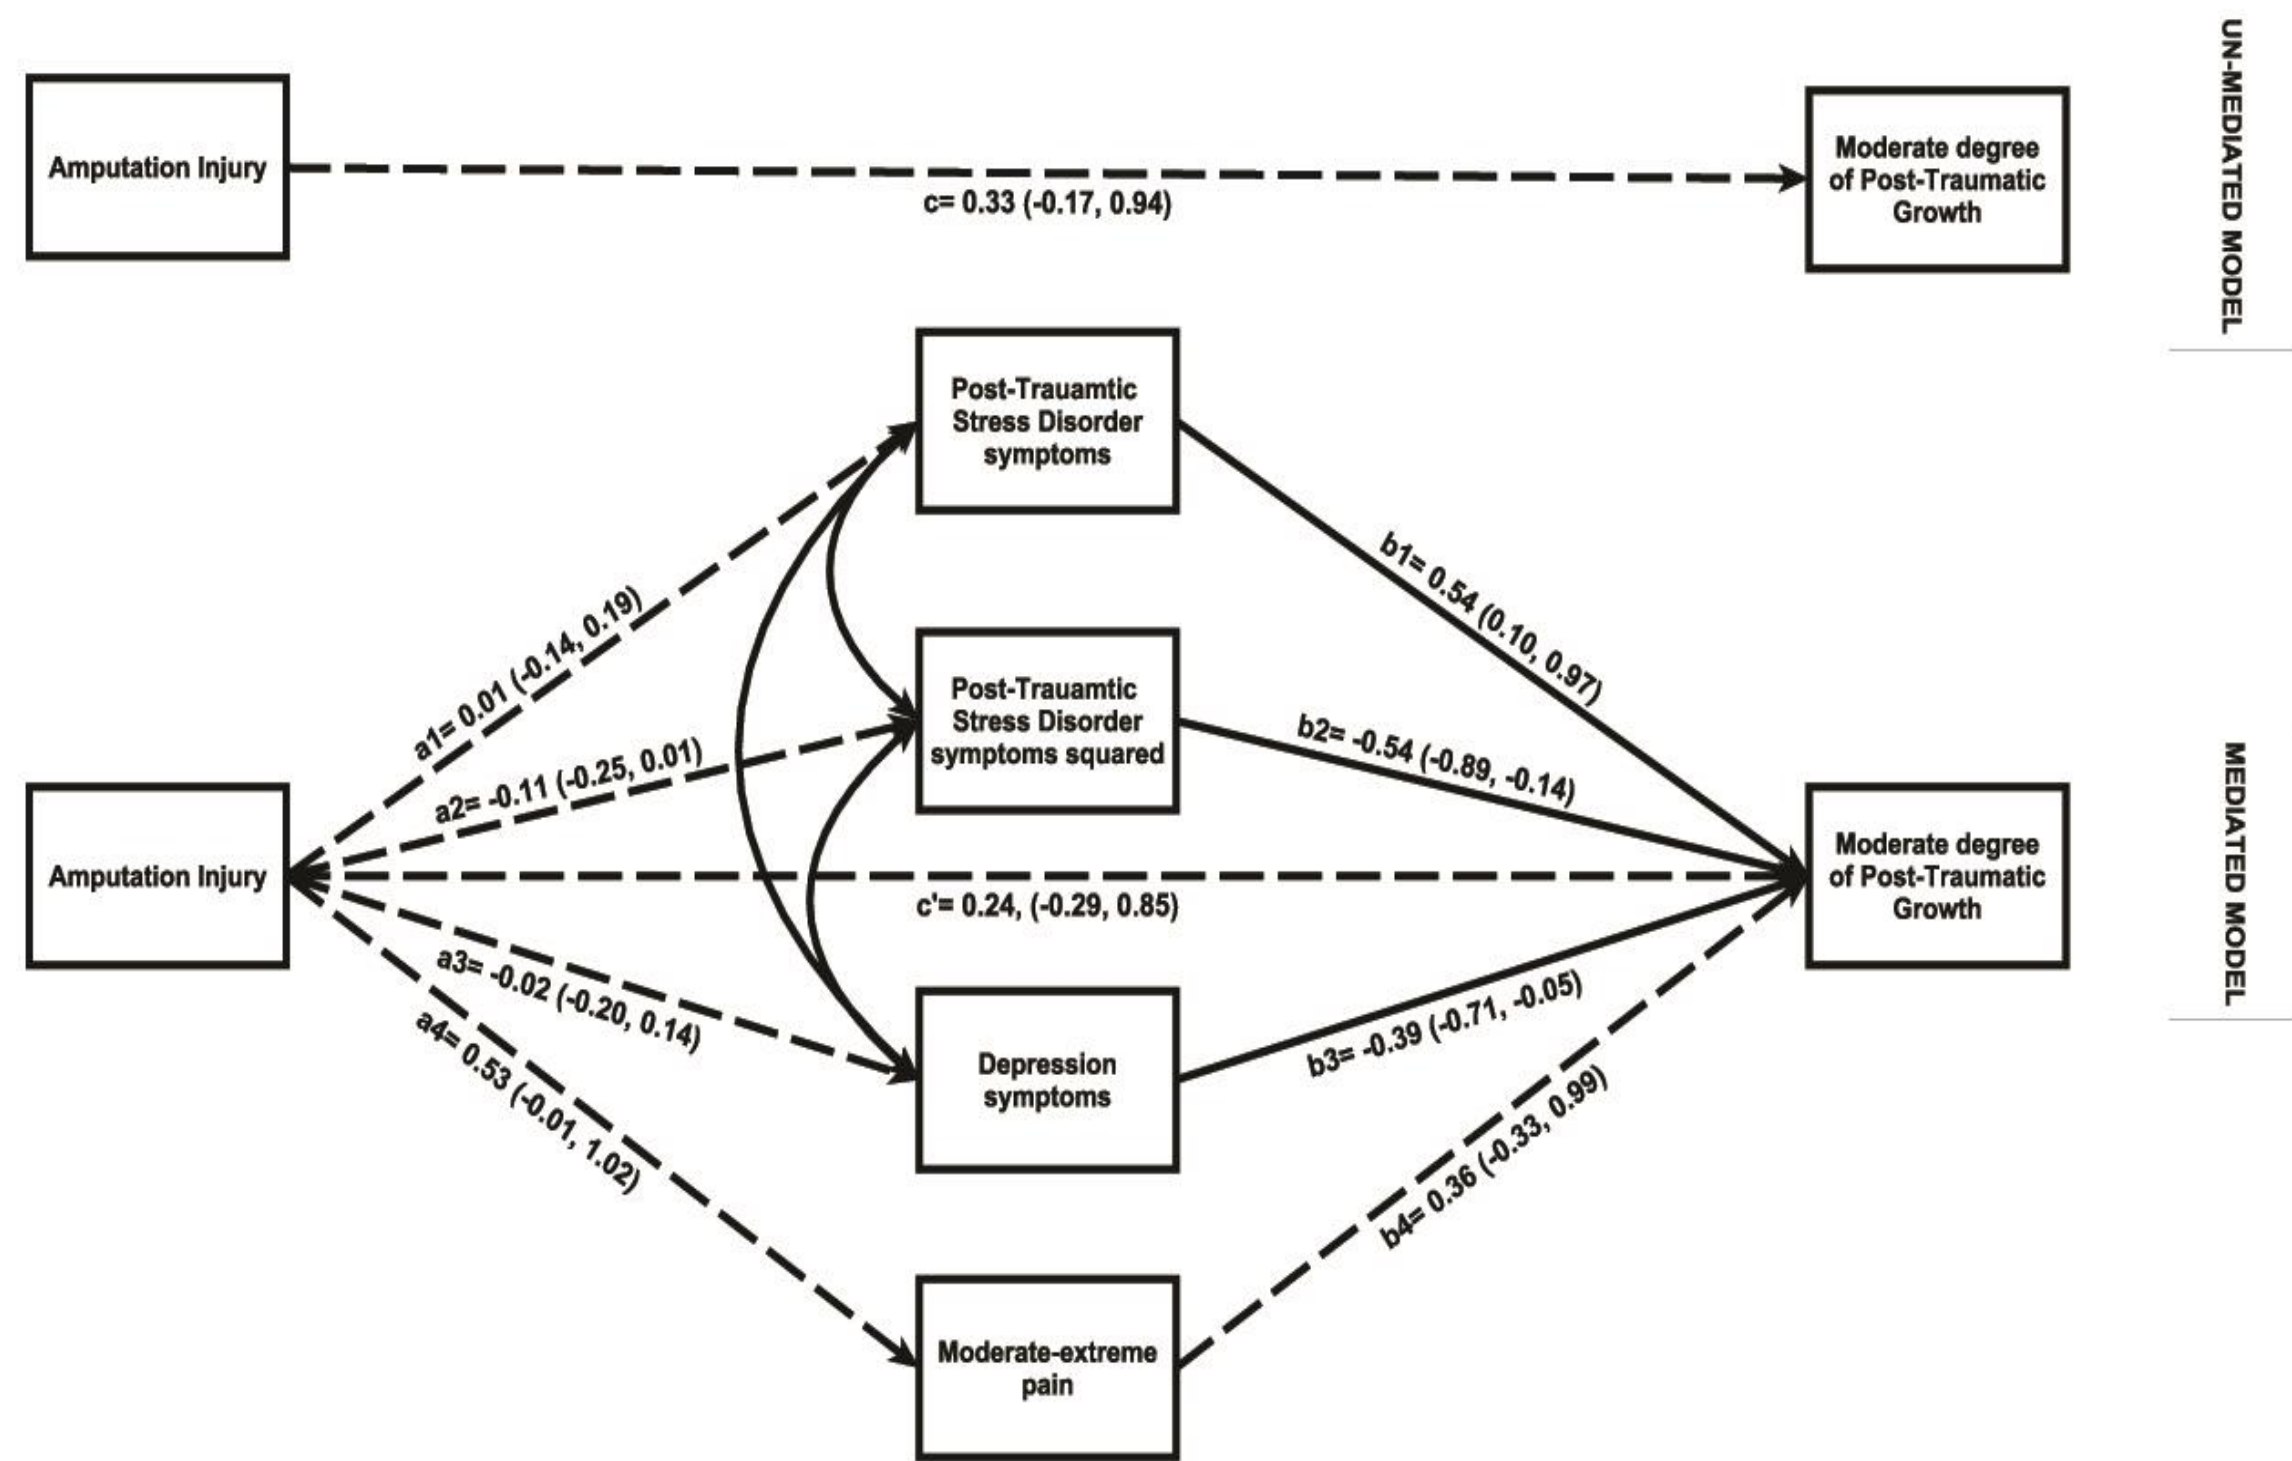 UN-MEDIATED MODEL
Amputation Injury
Moderate degree
of Post-Traumatic
Growth
c= 0.33 (-0.17, 0.94)
MEDIATED MODEL
Amputation Injury
Post-Trauamtic
Stress Disorder
symptoms
Post-Trauamtic
Stress Disorder
symptoms squared
Depression
symptoms
Moderate-extreme
pain
Moderate degree
of Post-Traumatic
Growth
a1= 0.01 (-0.14, 0.19)
a2= -0.11 (-0.25, 0.01)
c'= 0.24, (-0.29, 0.85)
a3= -0.02 (-0.20, 0.14)
a4= 0.53 (-0.01, 1.02)
b1= 0.54 (0.10, 0.97)
b2= -0.54 (-0.89, -0.14)
b3= -0.39 (-0.71, -0.05)
b4= 0.36 (-0.33, 0.99)